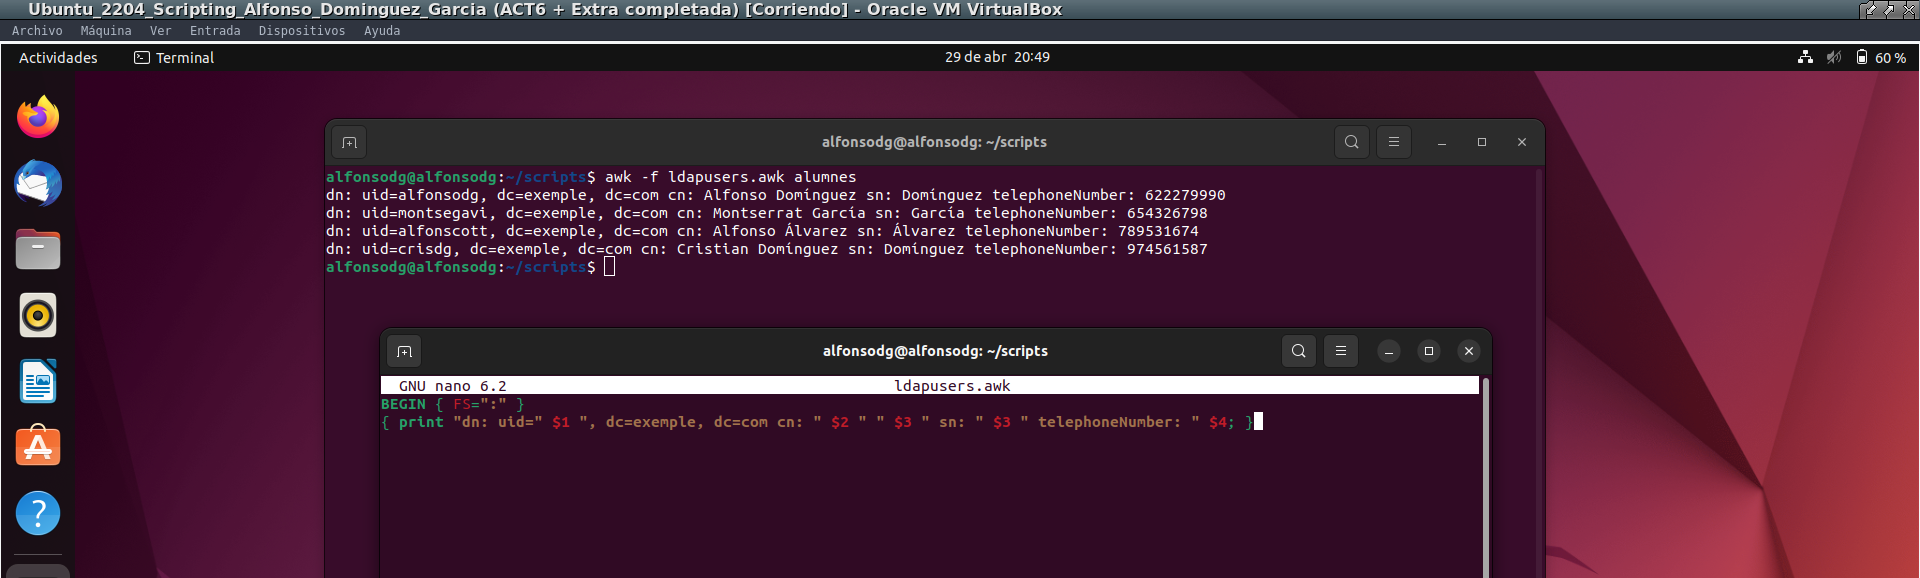 Ubuntu_2204_Scripting_Alfonso_Dominguez_Garcia (ACT6 + Extra completada) [Corriendo] - Oracle VM VirtualBox
Archivo Máquina Ver Entrada Dispositivos Ayuda
Actividades Terminal 29 de abr 20:49 60 %
alfonsodg@alfonsodg: ~/scripts
alfonsodg@alfonsodg:~/scripts$ awk -f ldapusers.awk alumnes
dn: uid=alfonsodg, dc=exemple, dc=com cn: Alfonso Domínguez sn: Domínguez telephoneNumber: 622279990
dn: uid=montsegavi, dc=exemple, dc=com cn: Montserrat García sn: García telephoneNumber: 654326798
dn: uid=alfonscott, dc=exemple, dc=com cn: Alfonso Álvarez sn: Álvarez telephoneNumber: 789531674
dn: uid=crisdg, dc=exemple, dc=com cn: Cristian Domínguez sn: Domínguez telephoneNumber: 974561587
alfonsodg@alfonsodg:~/scripts$
alfonsodg@alfonsodg: ~/scripts
GNU nano 6.2 ldapusers.awk
BEGIN { FS=":" }
{ print "dn: uid=" $1 ", dc=exemple, dc=com cn: " $2 " " $3 " sn: " $3 " telephoneNumber: " $4; }